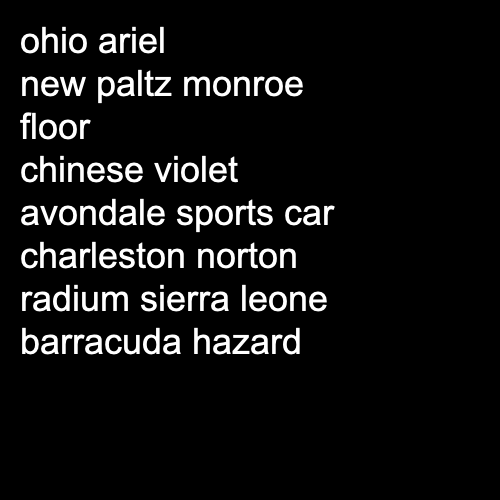 ohio ariel
new paltz monroe
floor
chinese violet
avondale sports car
charleston norton
radium sierra leone
barracuda hazard